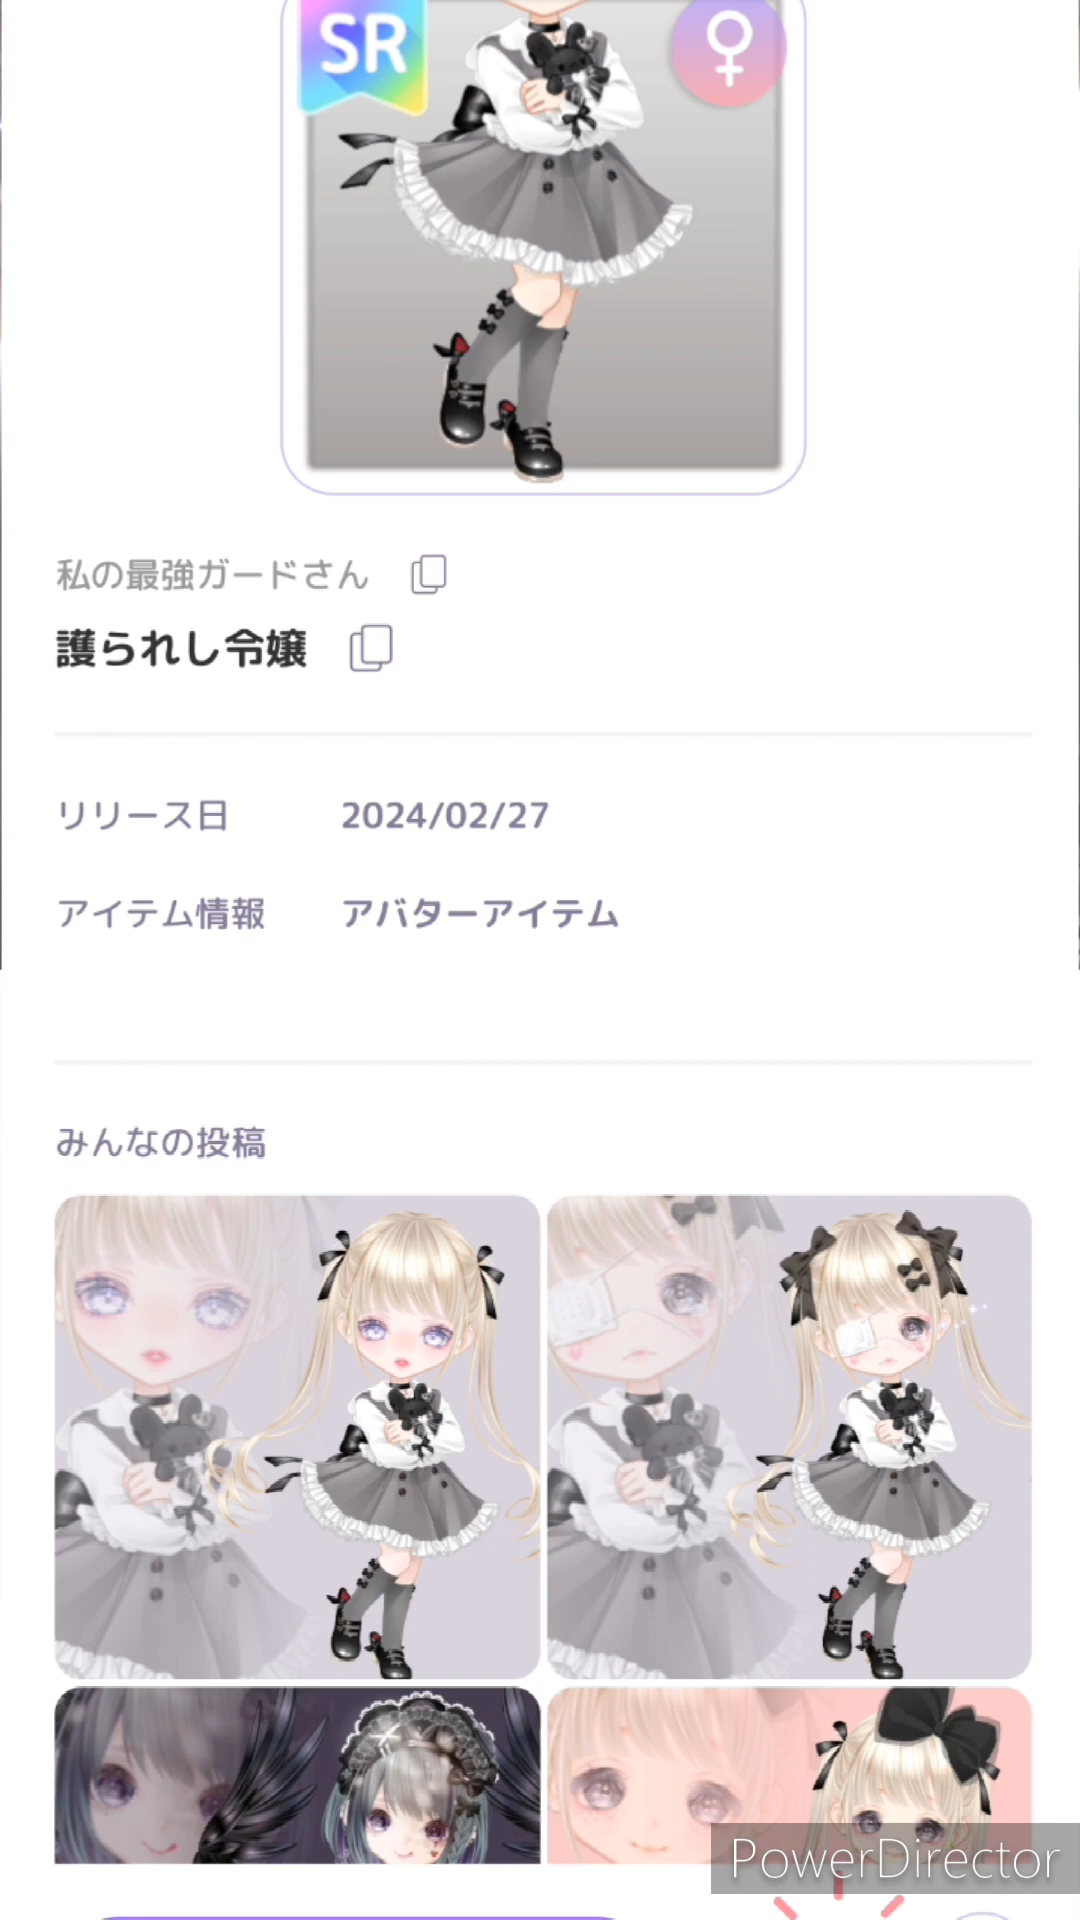 SR
私の最強ガードさん
護られし令嬢
リリース日 2024/02/27
アイテム情報 アバターアイテム
みんなの投稿
PowerDirector